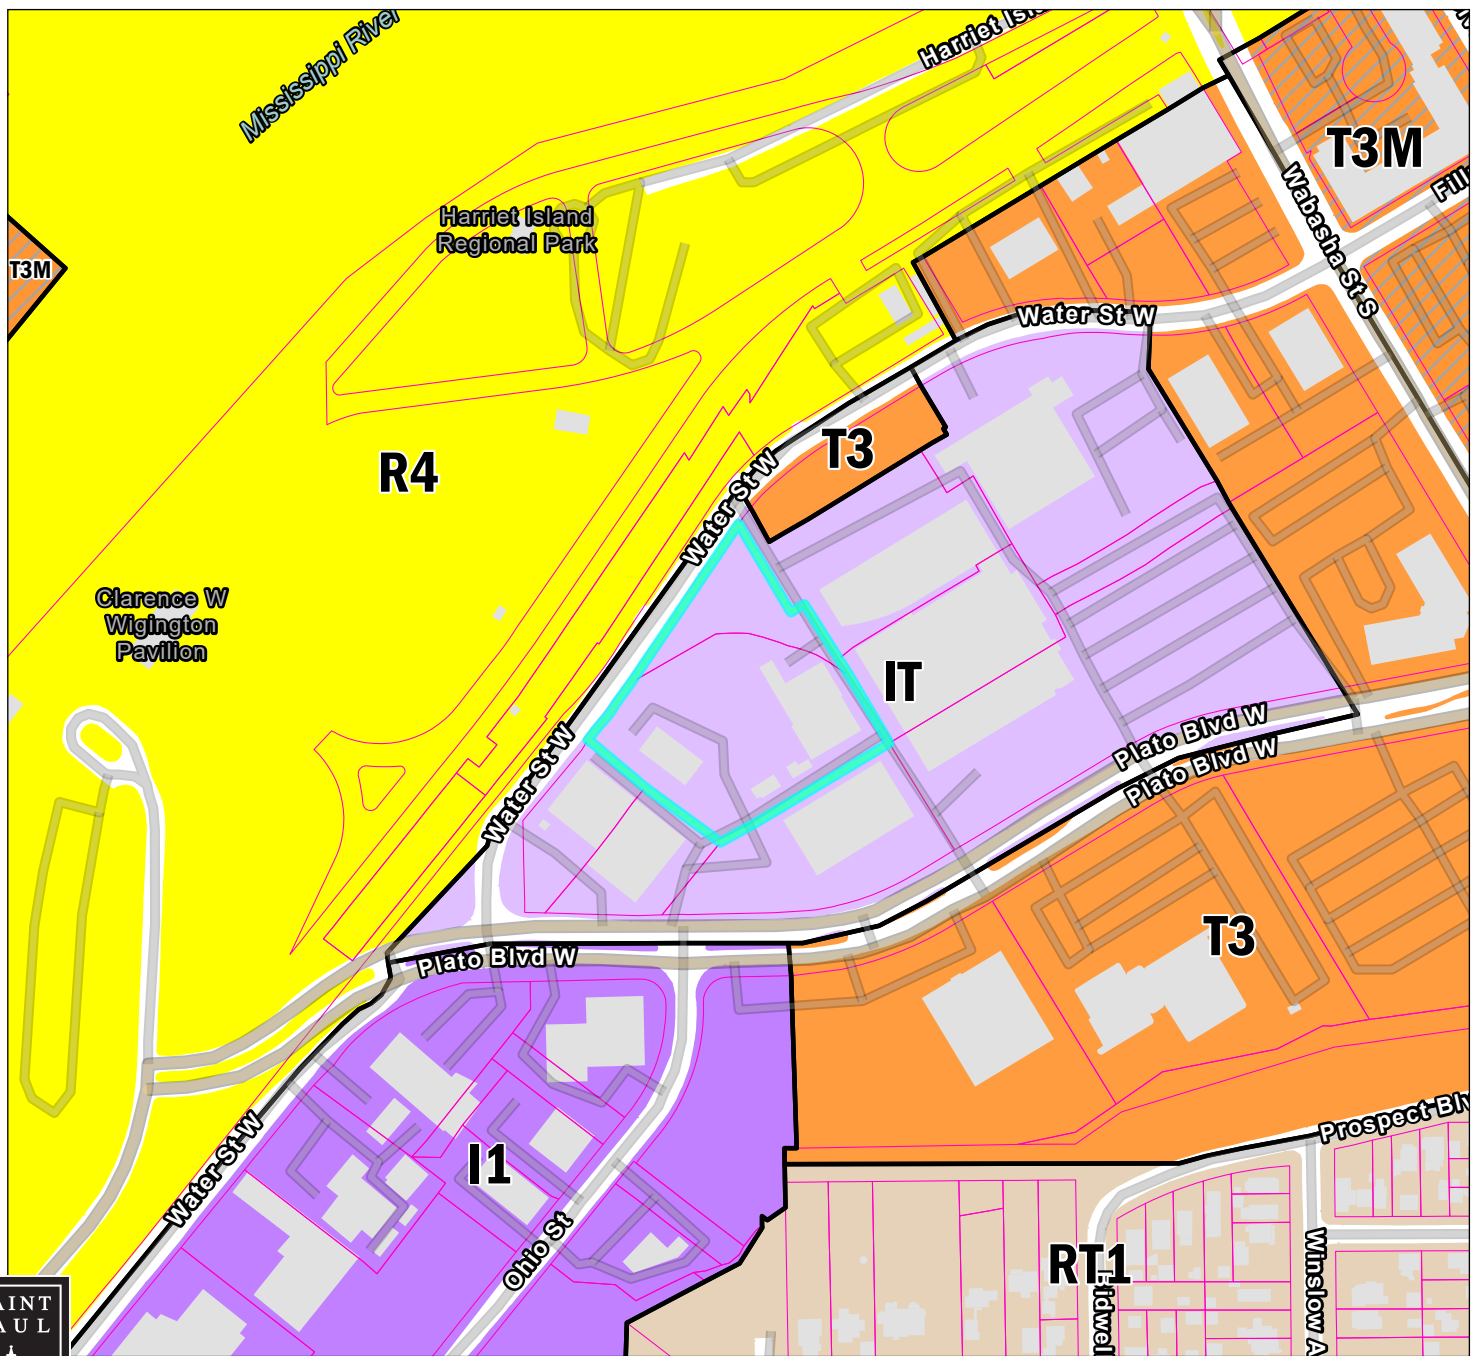 Mississippi River
Harriet
T3M
Wabasha St S
Harriet Island
Regional Park
T3M
Water St W
R4
T3
Water St W
Clarence W
Wigington
Pavilion
IT
Water St W
Plato Blvd W
Plato Blvd W
Plato Blvd W
T3
Water St W
I1
Ohio St
Prospect
RT1
Winslow